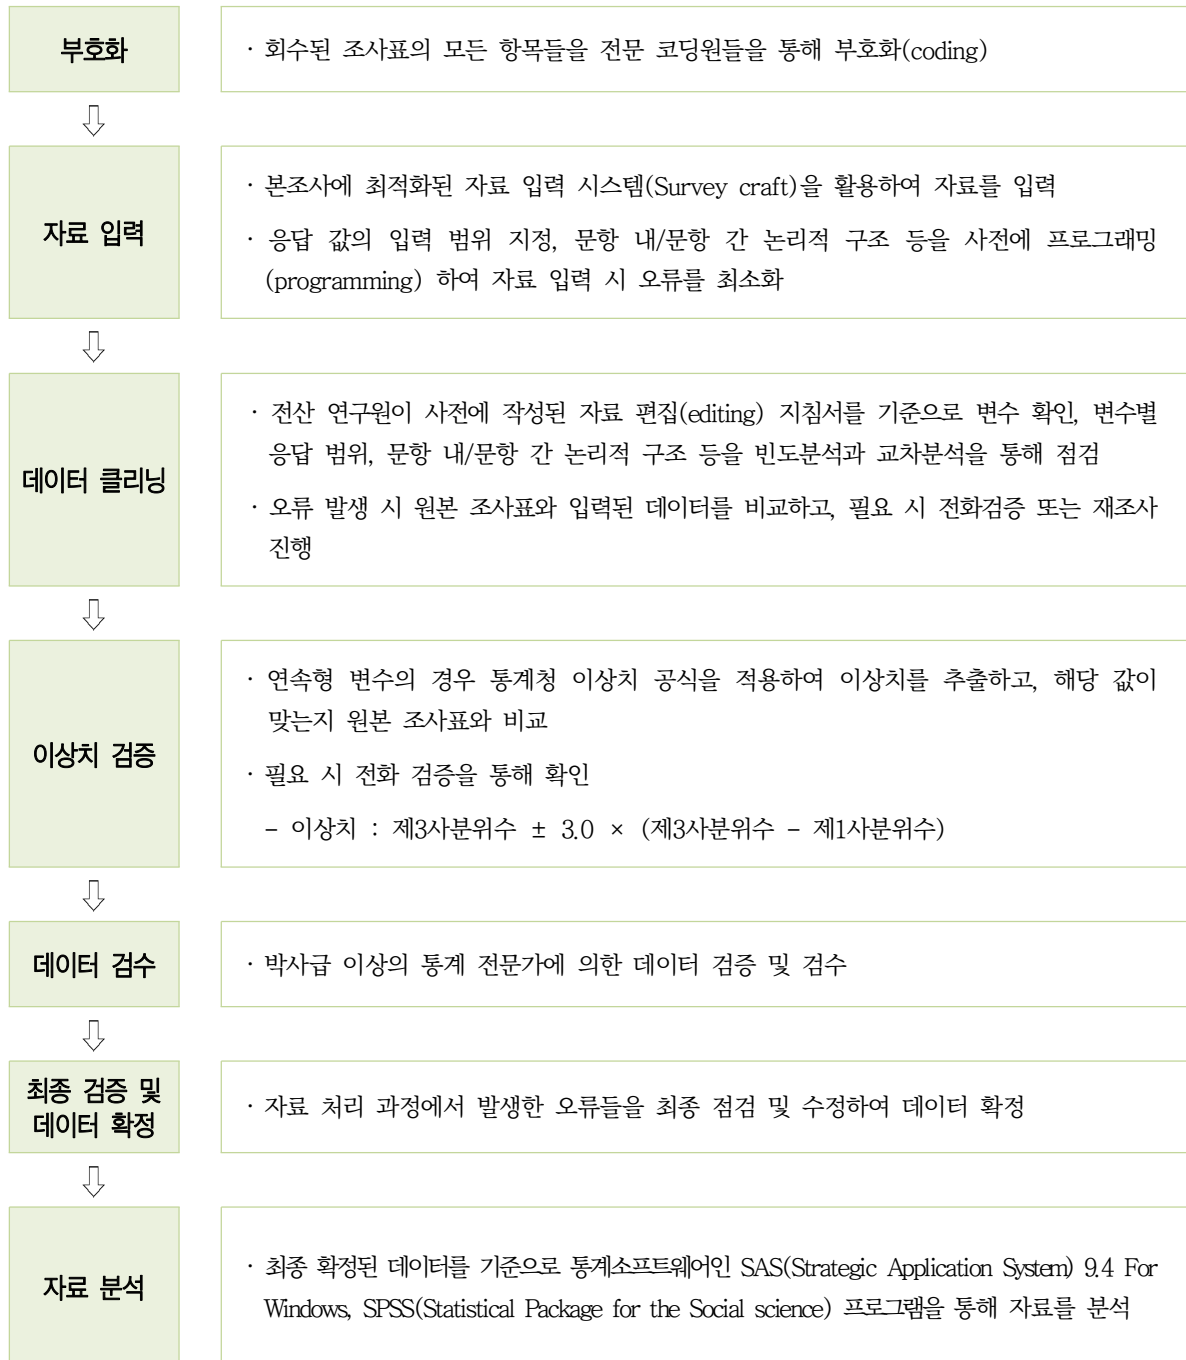 부호화
· 회수된 조사표의 모든 항목들을 전문 코딩원들을 통해 부호화(coding)
자료 입력
· 본조사에 최적화된 자료 입력 시스템(Survey craft)을 활용하여 자료를 입력
· 응답 값의 입력 범위 지정, 문항 내/문항 간 논리적 구조 등을 사전에 프로그래밍
(programming) 하여 자료 입력 시 오류를 최소화
데이터 클리닝
· 전산 연구원이 사전에 작성된 자료 편집(editing) 지침서를 기준으로 변수 확인, 변수별
응답 범위, 문항 내/문항 간 논리적 구조 등을 빈도분석과 교차분석을 통해 점검
· 오류 발생 시 원본 조사표와 입력된 데이터를 비교하고, 필요 시 전화검증 또는 재조사
진행
이상치 검증
· 연속형 변수의 경우 통계청 이상치 공식을 적용하여 이상치를 추출하고, 해당 값이
맞는지 원본 조사표와 비교
· 필요 시 전화 검증을 통해 확인
- 이상치 : 제3사분위수 ± 3.0 × (제3사분위수 - 제1사분위수)
데이터 검수
· 박사급 이상의 통계 전문가에 의한 데이터 검증 및 검수
최종 검증 및
데이터 확정
· 자료 처리 과정에서 발생한 오류들을 최종 점검 및 수정하여 데이터 확정
자료 분석
· 최종 확정된 데이터를 기준으로 통계소프트웨어인 SAS(Strategic Application System) 9.4 For
Windows, SPSS(Statistical Package for the Social science) 프로그램을 통해 자료를 분석